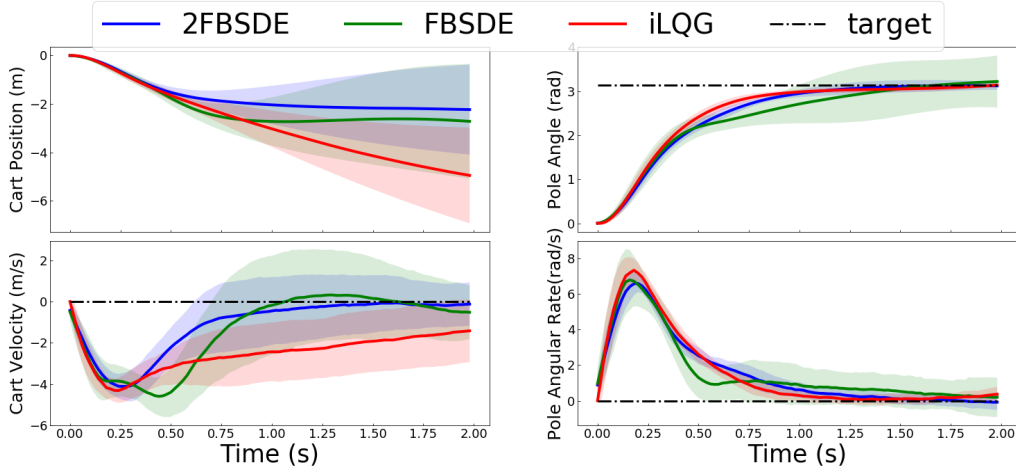 2FBSDE FBSDE iLQG target
Cart Position (m)
0
−2
−4
−6
Pole Angle (rad)
4
3
2
1
0
Cart Velocity (m/s)
2
0
−2
−4
−6
0.00 0.25 0.50 0.75 1.00 1.25 1.50 1.75 2.00
Time (s)
Pole Angular Rate(rad/s)
8
6
4
2
0
0.00 0.25 0.50 0.75 1.00 1.25 1.50 1.75 2.00
Time (s)